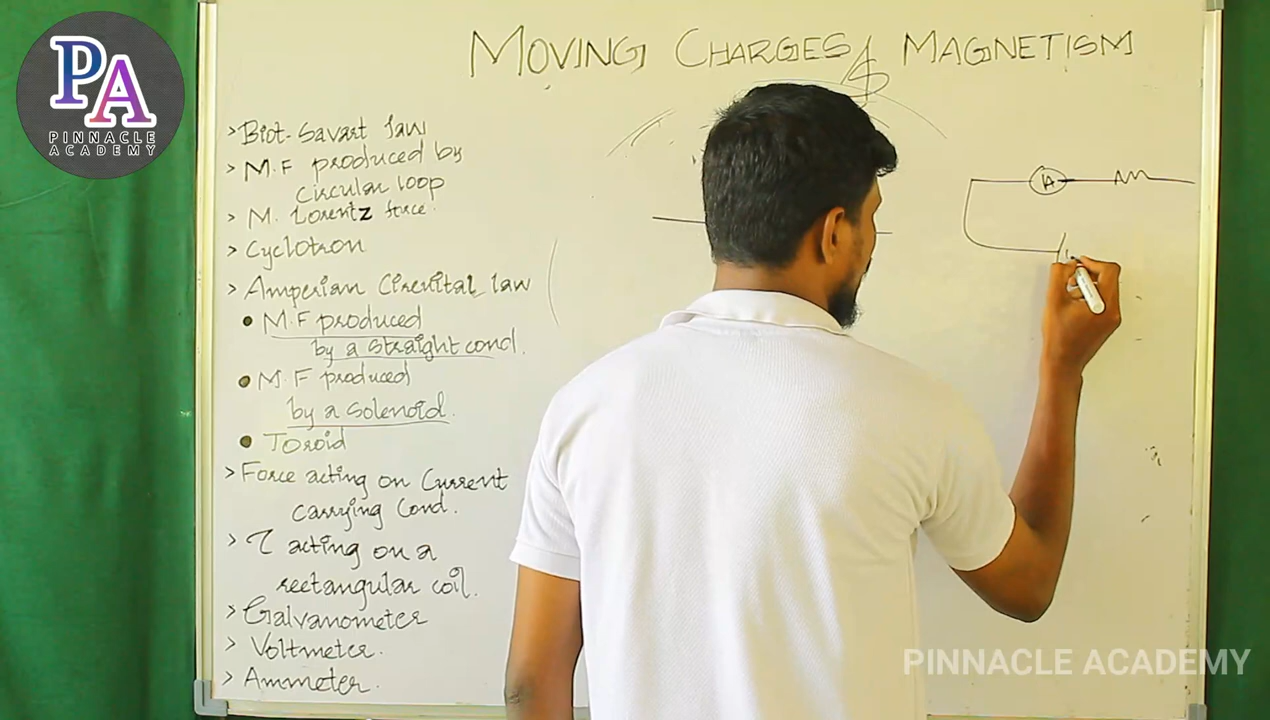 PA
PINNACLE
ACADEMY
MOVING CHARGES & MAGNETISM
> Biot-Savart law
> M.F produced by
circular loop
> M. Lorentz force.
> Cyclotron
> Amperian Circuital law
• M.F produced
by a straight cond.
• M.F produced
by a solenoid.
• Toroid
> Force acting on Current
carrying Cond.
> τ acting on a
rectangular coil.
> Galvanometer
> Voltmeter.
> Ammeter.
A
PINNACLE ACADEMY